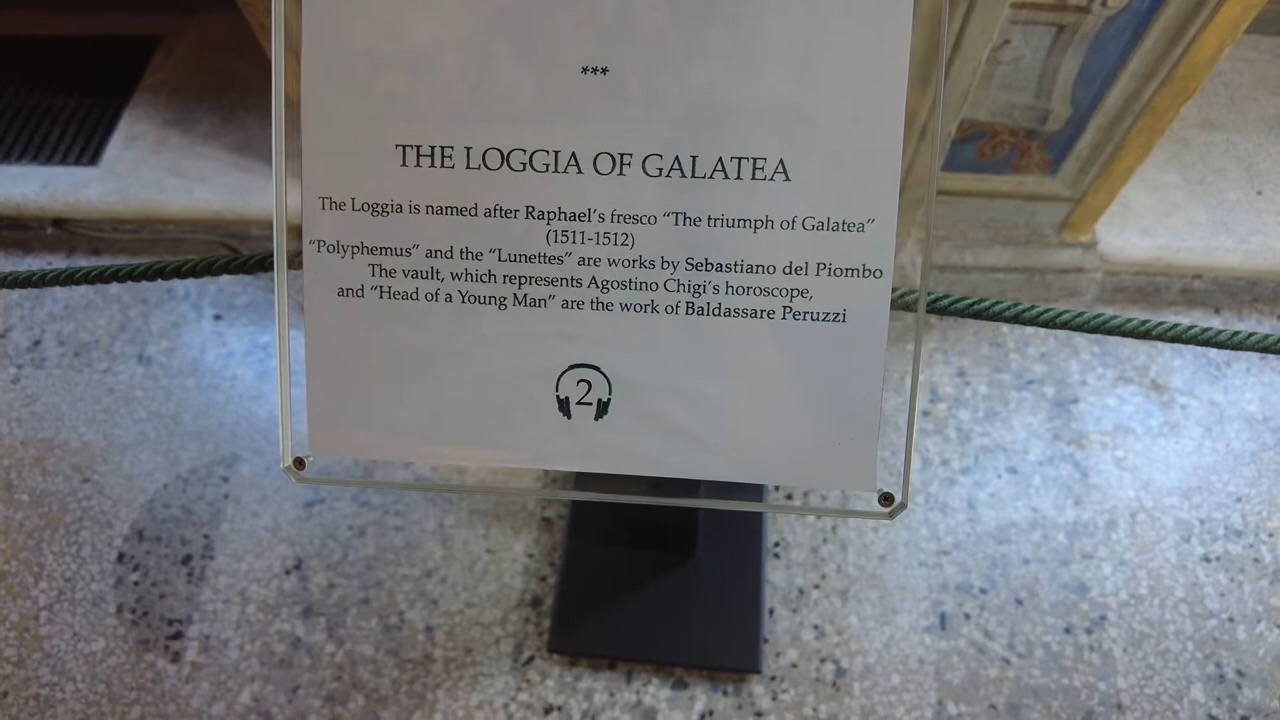 ***
THE LOGGIA OF GALATEA
The Loggia is named after Raphael's fresco “The triumph of Galatea”
(1511-1512)
“Polyphemus” and the “Lunettes” are works by Sebastiano del Piombo
The vault, which represents Agostino Chigi's horoscope,
and “Head of a Young Man” are the work of Baldassare Peruzzi
2